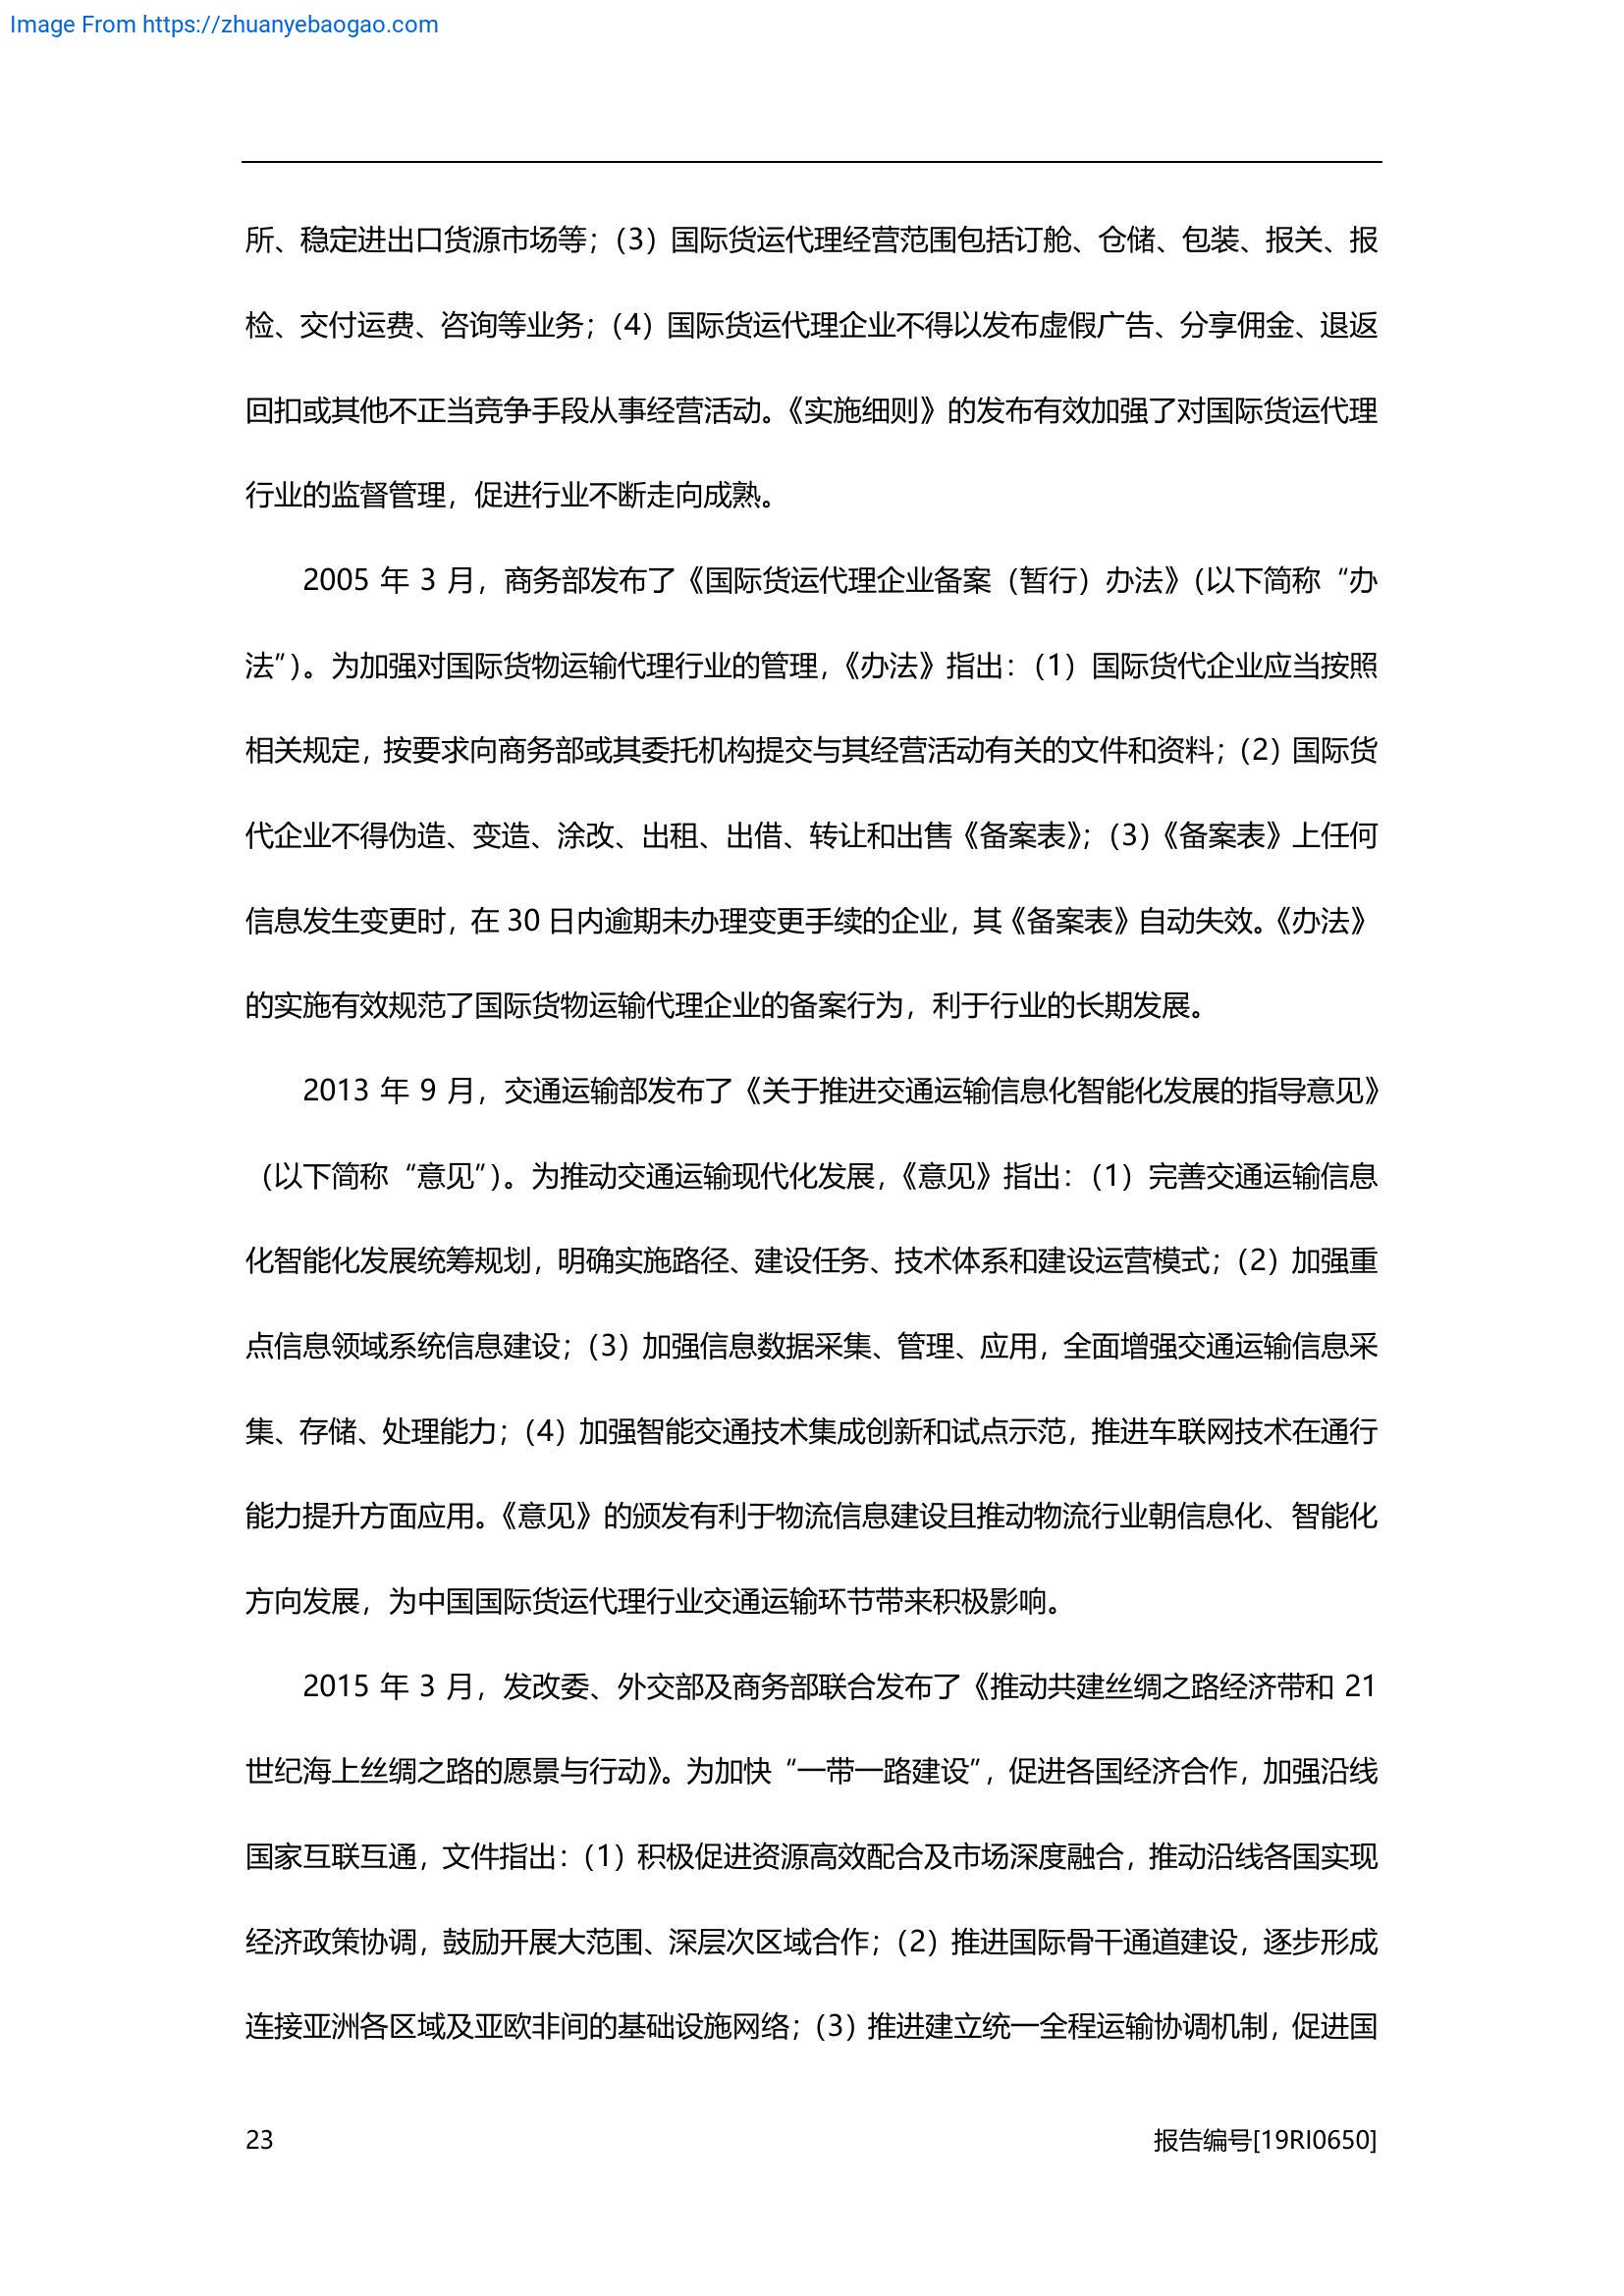 Image From https://zhuanyebaogao.com
所、稳定进出口货源市场等；（3）国际货运代理经营范围包括订舱、仓储、包装、报关、报
检、交付运费、咨询等业务；（4）国际货运代理企业不得以发布虚假广告、分享佣金、退返
回扣或其他不正当竞争手段从事经营活动。《实施细则》的发布有效加强了对国际货运代理
行业的监督管理，促进行业不断走向成熟。
2005 年 3 月，商务部发布了《国际货运代理企业备案（暂行）办法》（以下简称“办
法”）。为加强对国际货物运输代理行业的管理，《办法》指出：（1）国际货代企业应当按照
相关规定，按要求向商务部或其委托机构提交与其经营活动有关的文件和资料；（2）国际货
代企业不得伪造、变造、涂改、出租、出借、转让和出售《备案表》；（3）《备案表》上任何
信息发生变更时，在 30 日内逾期未办理变更手续的企业，其《备案表》自动失效。《办法》
的实施有效规范了国际货物运输代理企业的备案行为，利于行业的长期发展。
2013 年 9 月，交通运输部发布了《关于推进交通运输信息化智能化发展的指导意见》
（以下简称“意见”）。为推动交通运输现代化发展，《意见》指出：（1）完善交通运输信息
化智能化发展统筹规划，明确实施路径、建设任务、技术体系和建设运营模式；（2）加强重
点信息领域系统信息建设；（3）加强信息数据采集、管理、应用，全面增强交通运输信息采
集、存储、处理能力；（4）加强智能交通技术集成创新和试点示范，推进车联网技术在通行
能力提升方面应用。《意见》的颁发有利于物流信息建设且推动物流行业朝信息化、智能化
方向发展，为中国国际货运代理行业交通运输环节带来积极影响。
2015 年 3 月，发改委、外交部及商务部联合发布了《推动共建丝绸之路经济带和 21
世纪海上丝绸之路的愿景与行动》。为加快“一带一路建设”，促进各国经济合作，加强沿线
国家互联互通，文件指出：（1）积极促进资源高效配合及市场深度融合，推动沿线各国实现
经济政策协调，鼓励开展大范围、深层次区域合作；（2）推进国际骨干通道建设，逐步形成
连接亚洲各区域及亚欧非间的基础设施网络；（3）推进建立统一全程运输协调机制，促进国
23
报告编号[19RI0650]